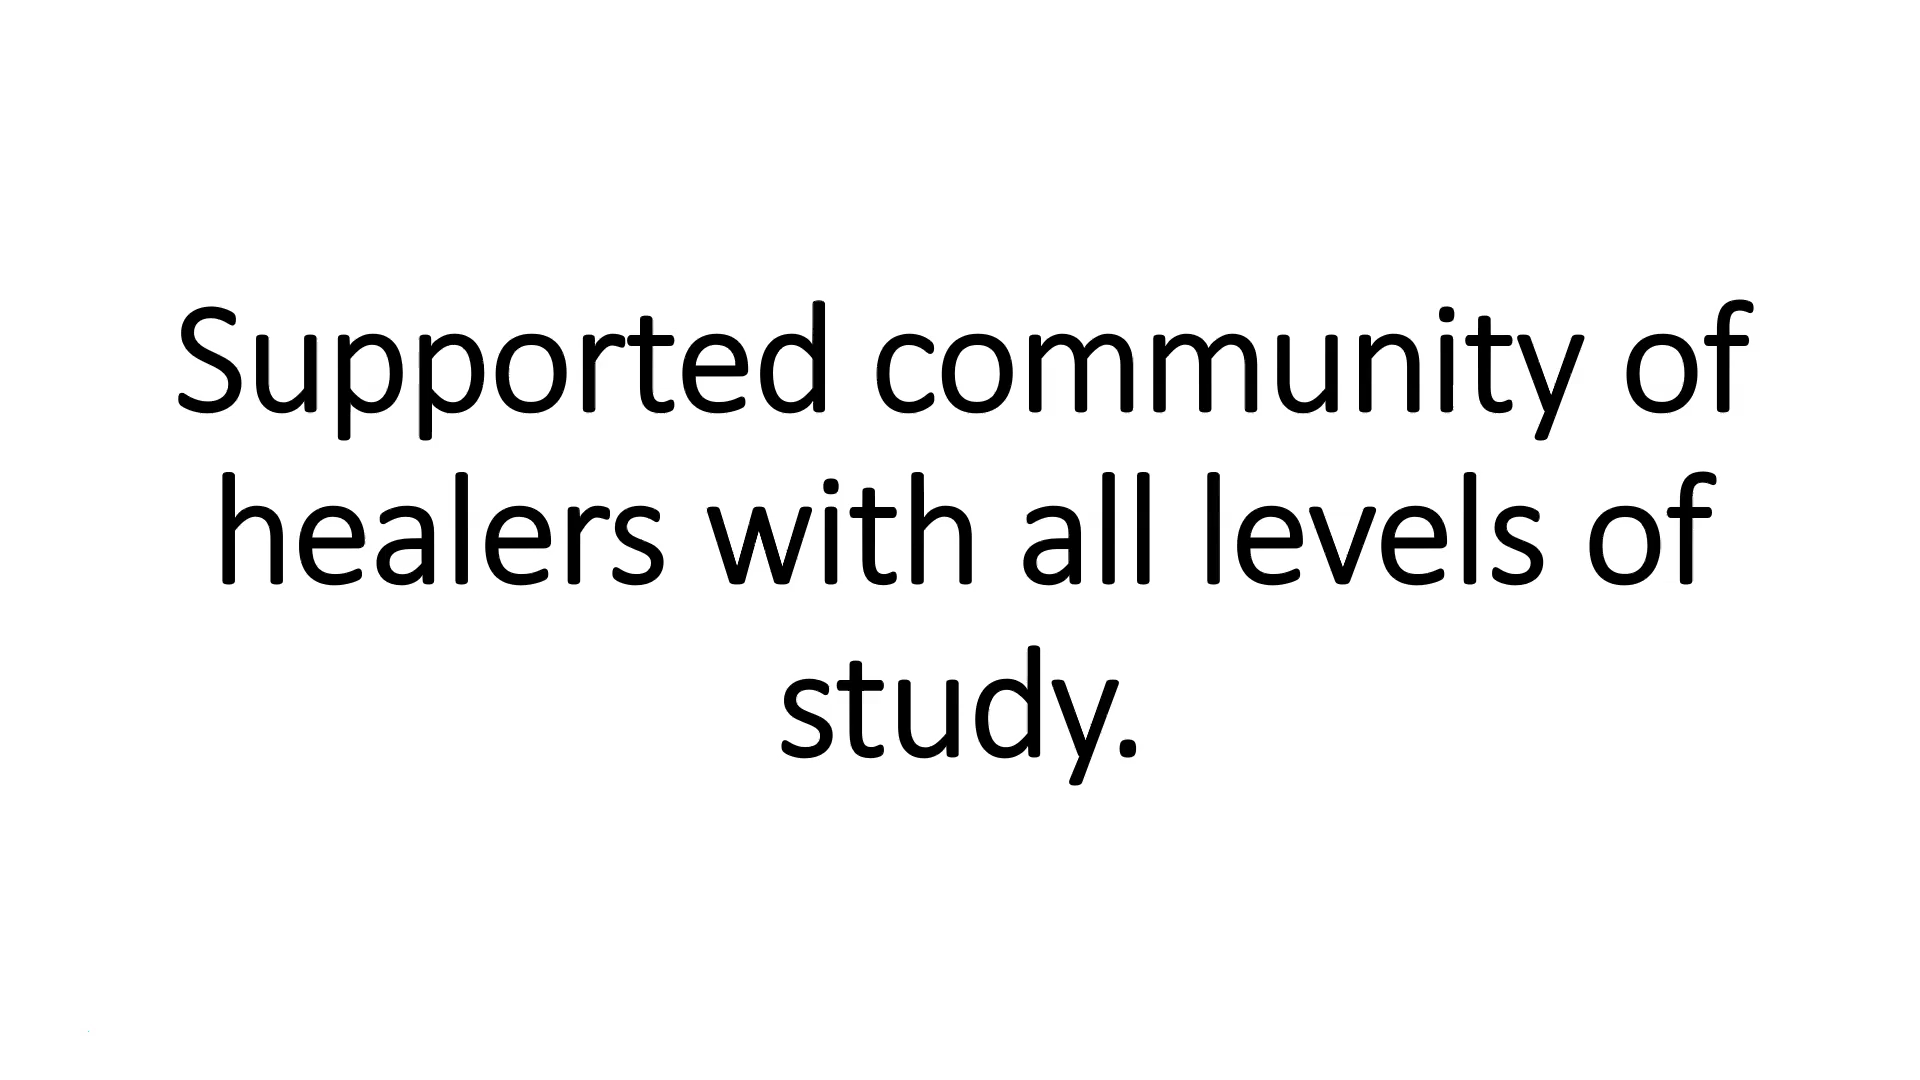 Supported community of
healers with all levels of
study.